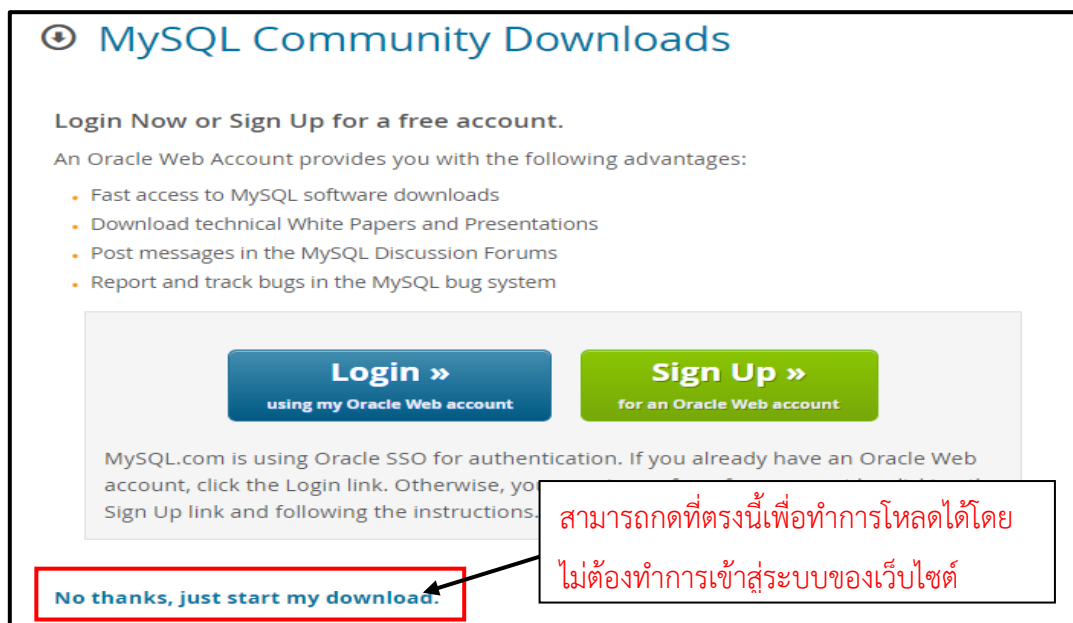 MySQL Community Downloads
Login Now or Sign Up for a free account.
An Oracle Web Account provides you with the following advantages:
Fast access to MySQL software downloads
Download technical White Papers and Presentations
Post messages in the MySQL Discussion Forums
Report and track bugs in the MySQL bug system
Login »
using my Oracle Web account
Sign Up »
for an Oracle Web account
MySQL.com is using Oracle SSO for authentication. If you already have an Oracle Web
account, click the Login link. Otherwise, you
Sign Up link and following the instructions.
สามารถกดที่ตรงนี้เพื่อทำการโหลดได้โดย
ไม่ต้องทำการเข้าสู่ระบบของเว็บไซต์
No thanks, just start my download.